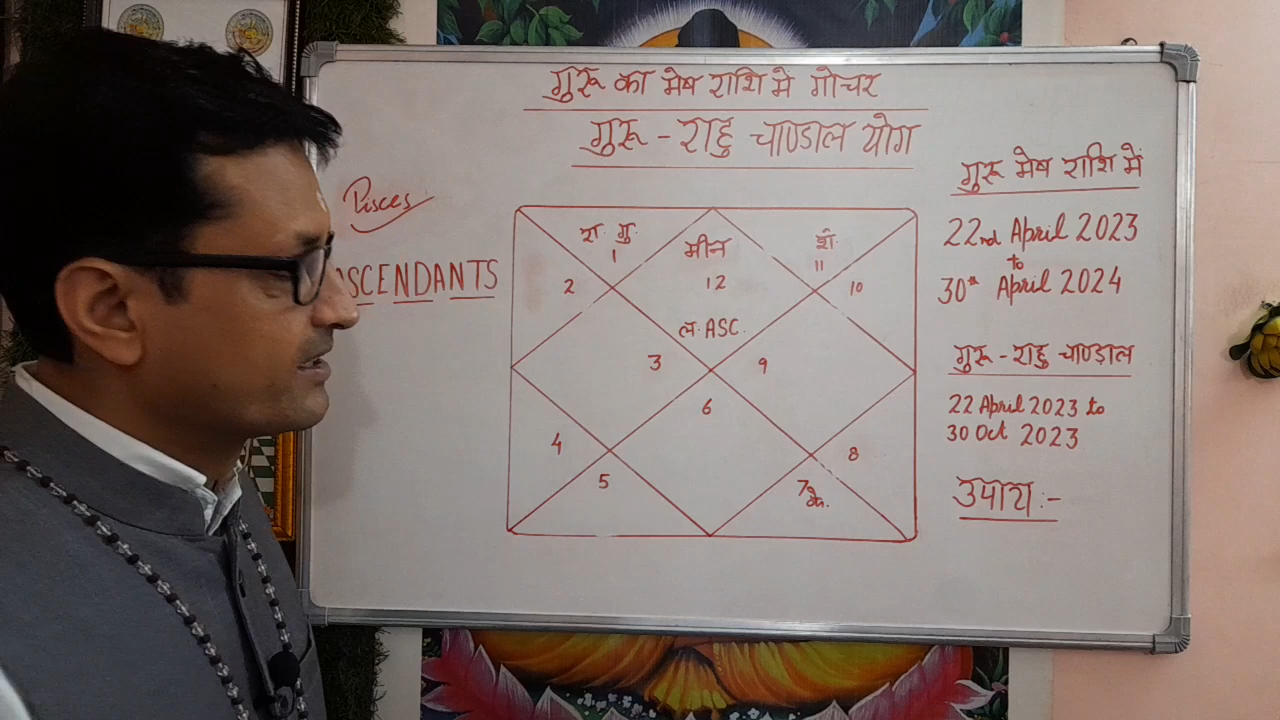 गुरू का मेष राशि मे गोचर
गुरू - राहु चाण्डाल योग
Pisces
ASCENDANTS
रा. गु.
1
मीन
12
ल. ASC.
श.
11
2
10
3
9
6
4
8
5
7 के.
गुरू मेष राशि में
22nd April 2023
to
30th April 2024
गुरू - राहु चाण्ड़ाल
22 April 2023 to
30 Oct 2023
उपाय :-